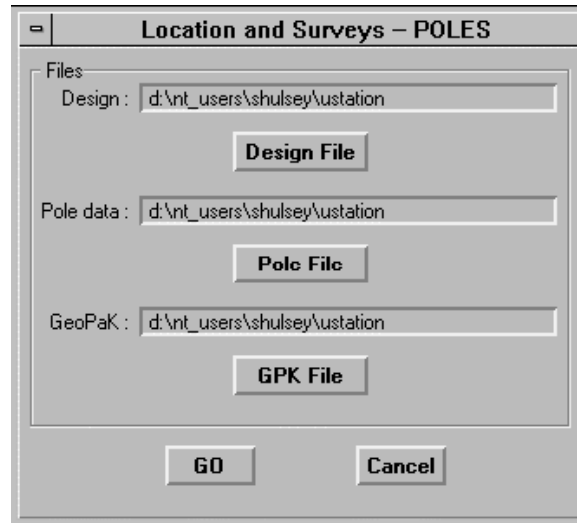 Location and Surveys – POLES
Files
Design : d:\nt_users\shulsey\ustation
Design File
Pole data : d:\nt_users\shulsey\ustation
Pole File
GeoPaK : d:\nt_users\shulsey\ustation
GPK File
GO Cancel